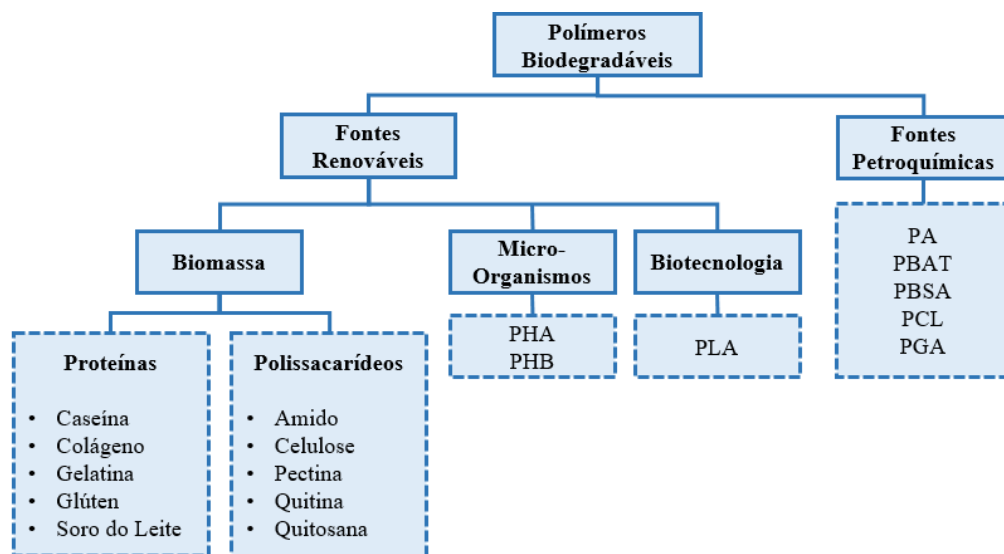 Polímeros
Biodegradáveis
Fontes
Renováveis
Fontes
Petroquímicas
Biomassa
Micro-
Organismos
Biotecnologia
PA
PBAT
PBSA
PCL
PGA
PHA
PHB
PLA
Proteínas
• Caseína
• Colágeno
• Gelatina
• Glúten
• Soro do Leite
Polissacarídeos
• Amido
• Celulose
• Pectina
• Quitina
• Quitosana